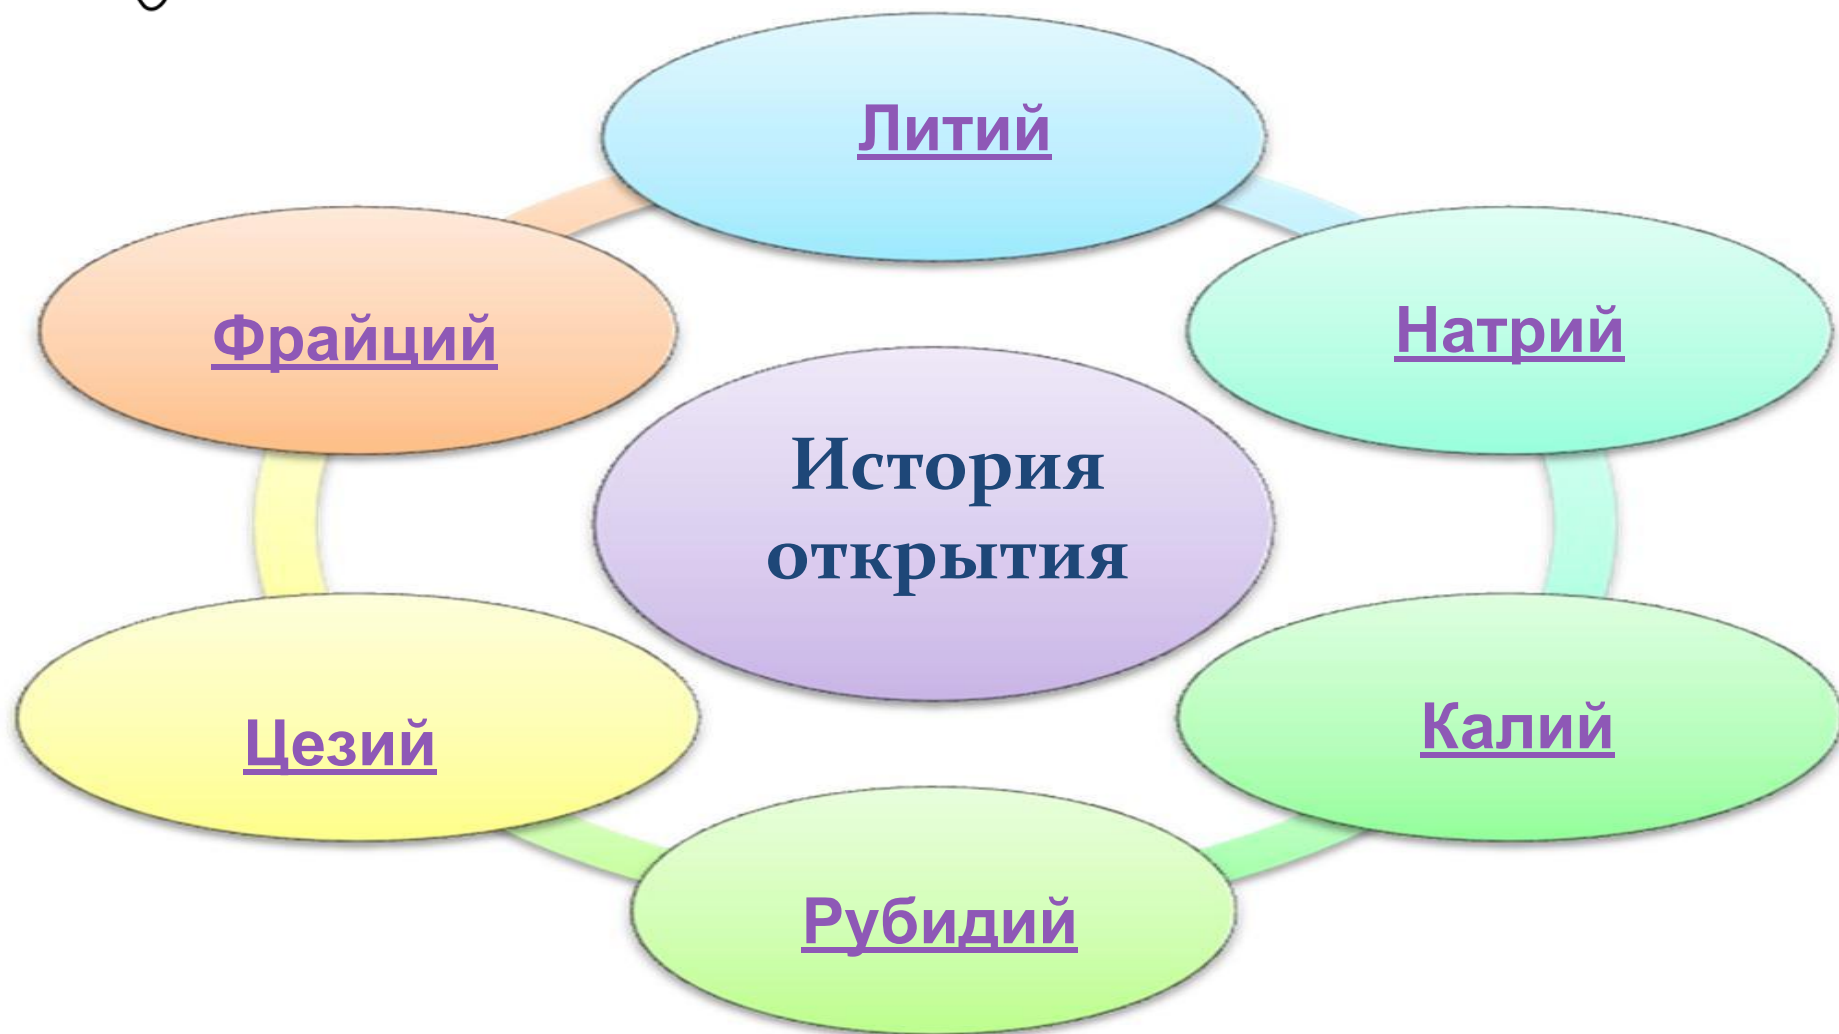 Литий
Фрайций
Натрий
История
открытия
Цезий
Калий
Рубидий